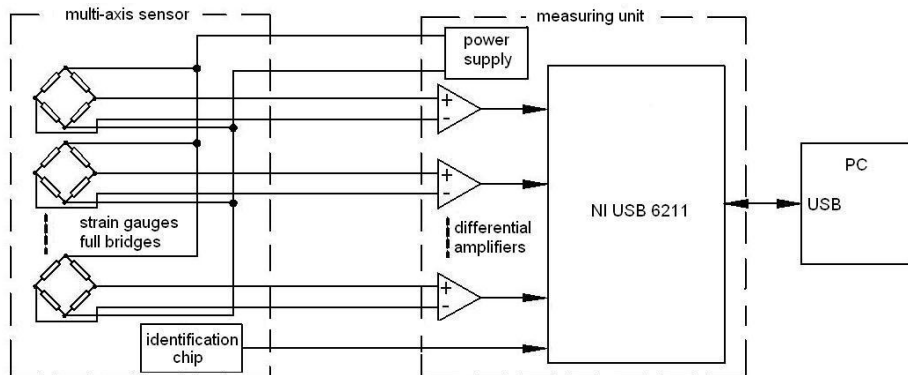 multi-axis sensor
measuring unit
power
supply
+
-
+
-
strain gauges
full bridges
differential
amplifiers
+
-
identification
chip
NI USB 6211
PC
USB